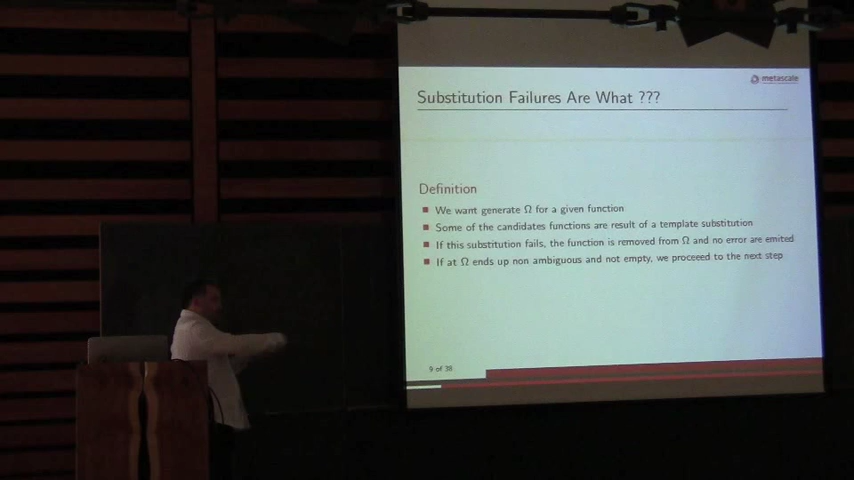 metascale
Substitution Failures Are What ???
Definition
We want generate Ω for a given function
Some of the candidates functions are result of a template substitution
If this substitution fails, the function is removed from Ω and no error are emited
If at Ω ends up non ambiguous and not empty, we proceeed to the next step
9 of 38